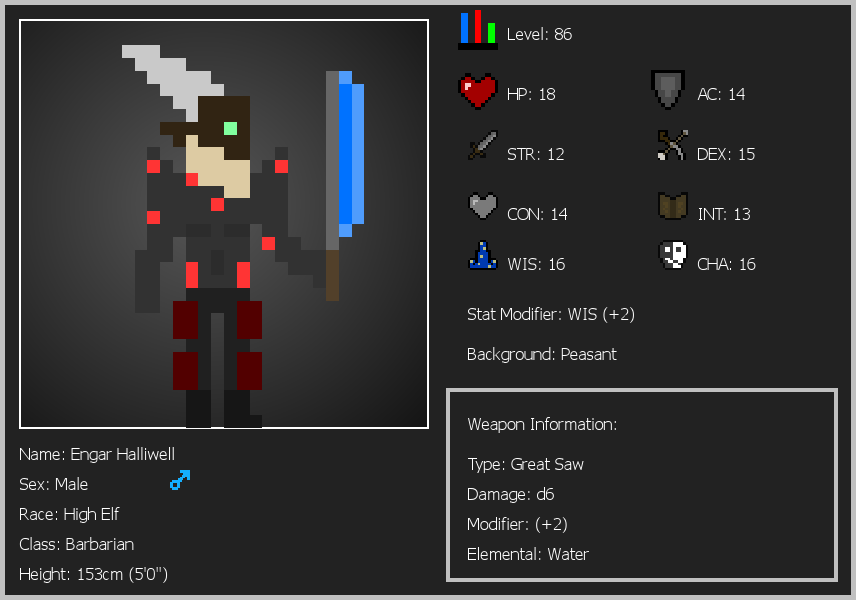 Level: 86
HP: 18
AC: 14
STR: 12
DEX: 15
CON: 14
INT: 13
WIS: 16
CHA: 16
Stat Modifier: WIS (+2)
Background: Peasant
Weapon Information:
Type: Great Saw
Damage: d6
Modifier: (+2)
Elemental: Water
Name: Engar Halliwell
Sex: Male
Race: High Elf
Class: Barbarian
Height: 153cm (5'0")